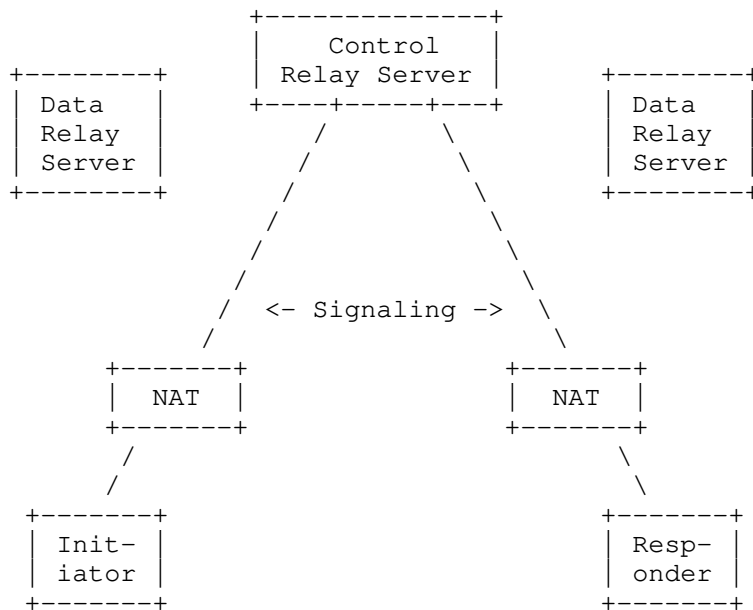 Control
Relay Server
Data
Relay
Server
Data
Relay
Server
<- Signaling ->
NAT
NAT
Init-
iator
Resp-
onder